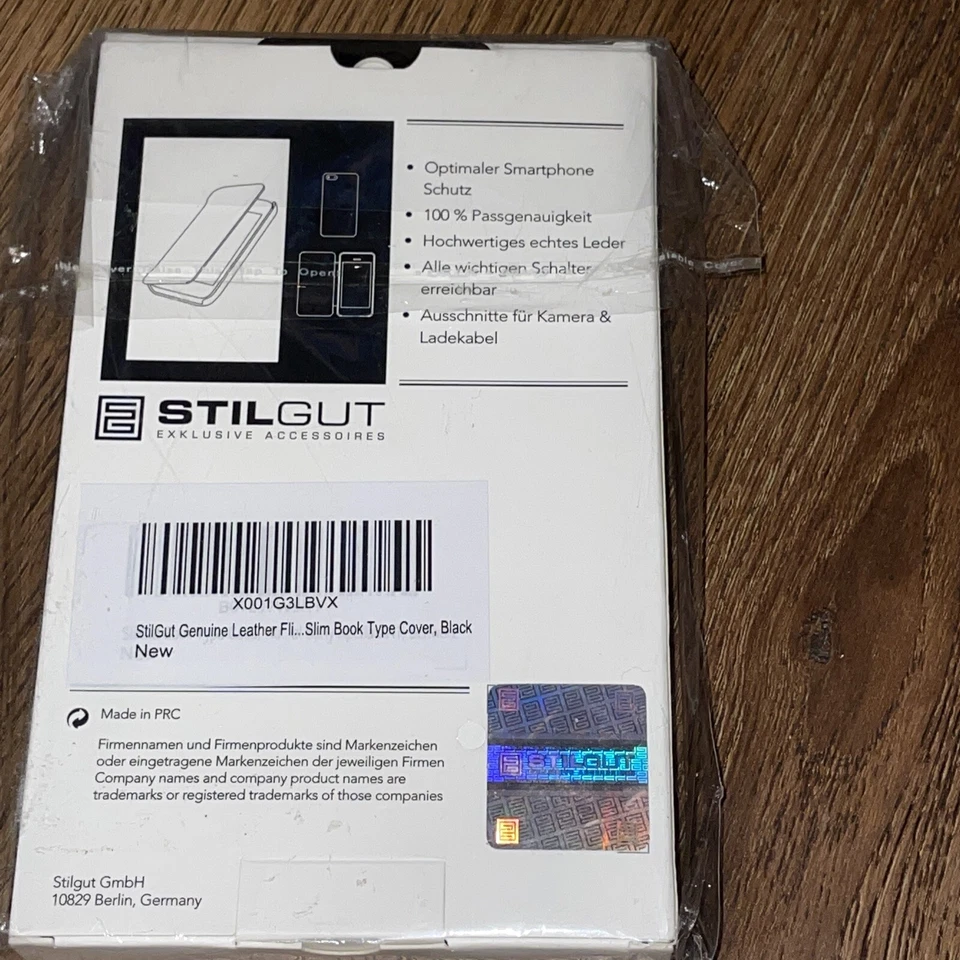 Optimaler Smartphone
Schutz
100 % Passgenauigkeit
Hochwertiges echtes Leder
Alle wichtigen Schalter
erreichbar
Ausschnitte für Kamera &
Ladekabel
To Open
Cover
STILGUT
EXKLUSIVE ACCESSOIRES
X001G3LBVX
StilGut Genuine Leather Fli...Slim Book Type Cover, Black
New
Made in PRC
Firmennamen und Firmenprodukte sind Markenzeichen
oder eingetragene Markenzeichen der jeweiligen Firmen
Company names and company product names are
trademarks or registered trademarks of those companies
STILGUT
Stilgut GmbH
10829 Berlin, Germany